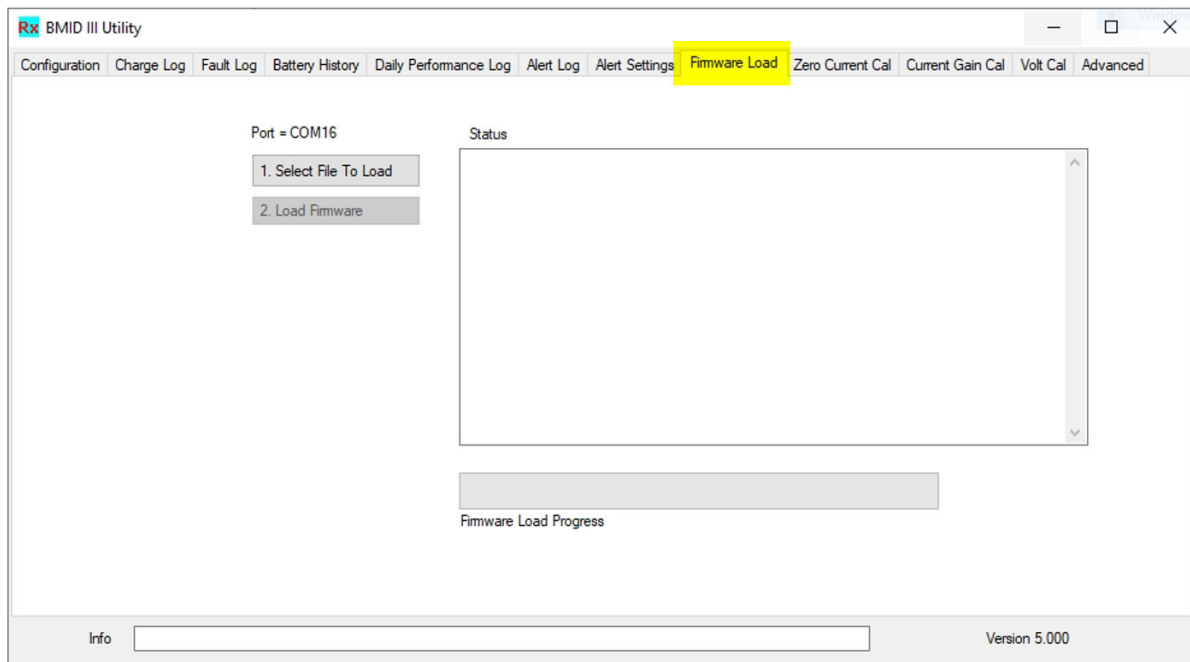 Rx BMID III Utility
Window
Configuration Charge Log Fault Log Battery History Daily Performance Log Alert Log Alert Settings Firmware Load Zero Current Cal Current Gain Cal Volt Cal Advanced
Port = COM16 Status
1. Select File To Load
2. Load Firmware
Firmware Load Progress
Info Version 5.000